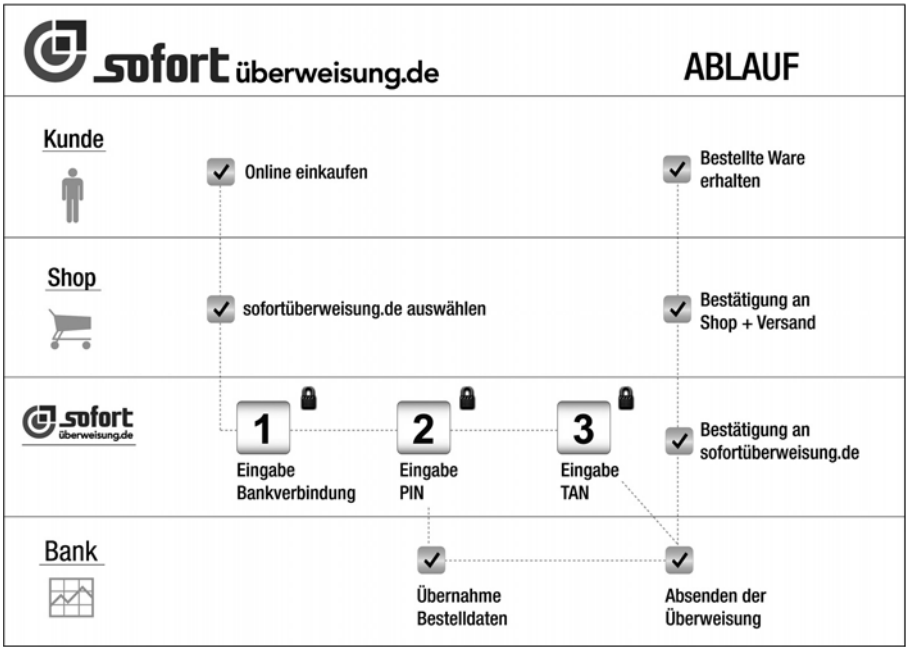 sofort überweisung.de
ABLAUF
Kunde
Online einkaufen
Bestellte Ware
erhalten
Shop
sofortüberweisung.de auswählen
Bestätigung an
Shop + Versand
sofort
überweisung.de
1
Eingabe
Bankverbindung
2
Eingabe
PIN
3
Eingabe
TAN
Bestätigung an
sofortüberweisung.de
Bank
Übernahme
Bestelldaten
Absenden der
Überweisung